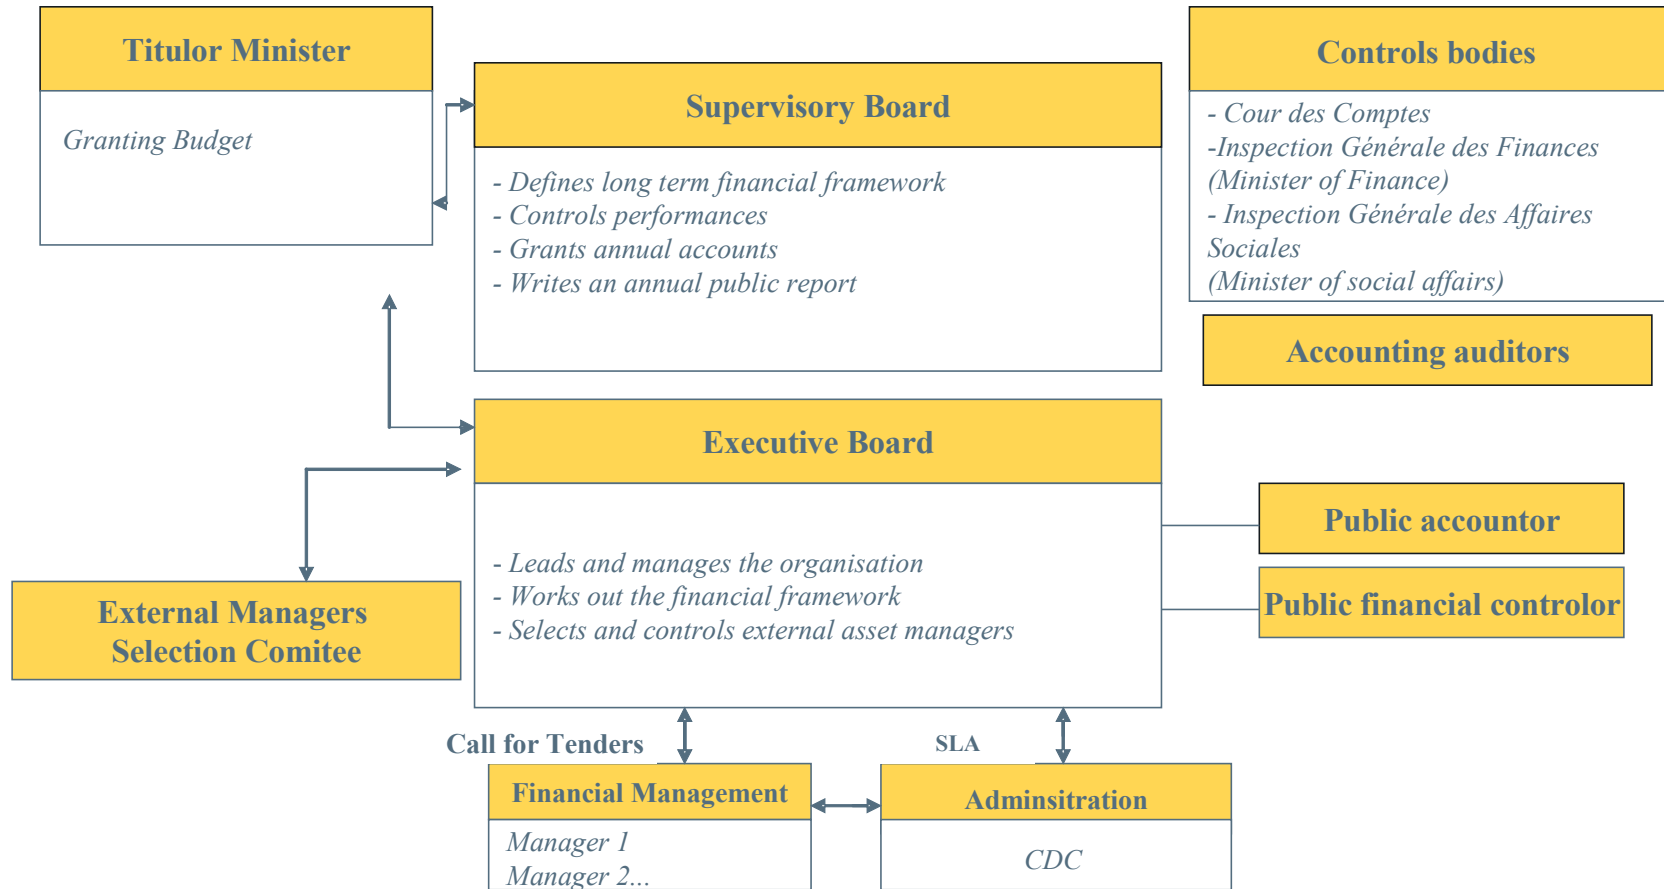 Titulor Minister
Granting Budget
Supervisory Board
- Defines long term financial framework
- Controls performances
- Grants annual accounts
- Writes an annual public report
Controls bodies
- Cour des Comptes
-Inspection Générale des Finances
(Minister of Finance)
- Inspection Générale des Affaires
Sociales
(Minister of social affairs)
Accounting auditors
Executive Board
- Leads and manages the organisation
- Works out the financial framework
- Selects and controls external asset managers
Public accountor
Public financial controlor
External Managers
Selection Comitee
Call for Tenders
SLA
Financial Management
Manager 1
Manager 2...
Adminsitration
CDC